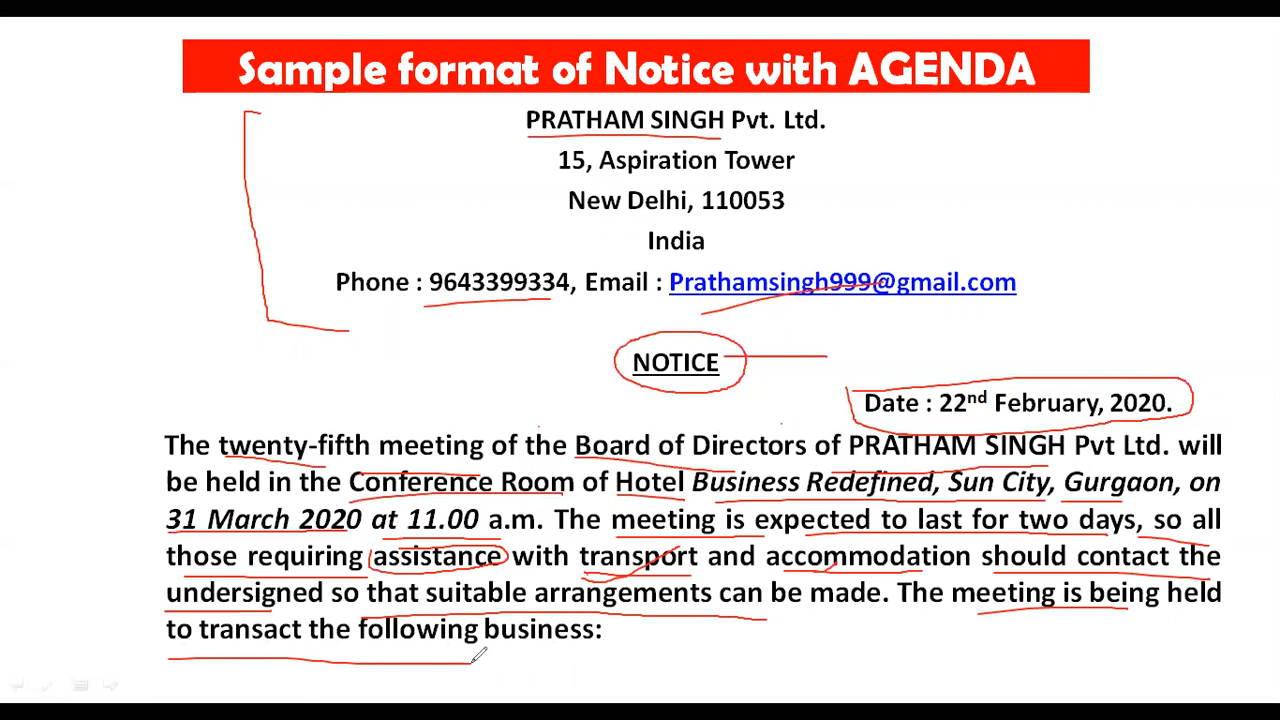 Sample format of Notice with AGENDA
PRATHAM SINGH Pvt. Ltd.
15, Aspiration Tower
New Delhi, 110053
India
Phone : 9643399334, Email : Prathamsingh999@gmail.com
NOTICE
Date : 22nd February, 2020.
The twenty-fifth meeting of the Board of Directors of PRATHAM SINGH Pvt Ltd. will
be held in the Conference Room of Hotel Business Redefined, Sun City, Gurgaon, on
31 March 2020 at 11.00 a.m. The meeting is expected to last for two days, so all
those requiring assistance with transport and accommodation should contact the
undersigned so that suitable arrangements can be made. The meeting is being held
to transact the following business: